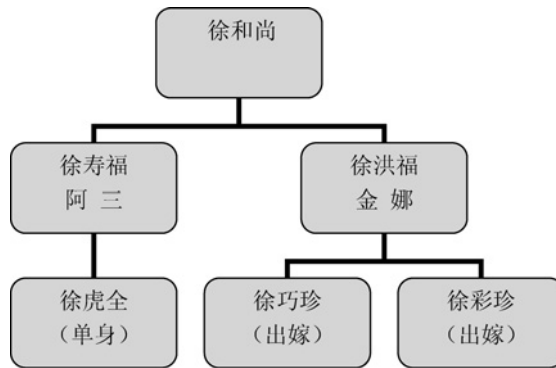 徐和尚
徐寿福
阿 三
徐洪福
金 娜
徐虎全
（单身）
徐巧珍
（出嫁）
徐彩珍
（出嫁）